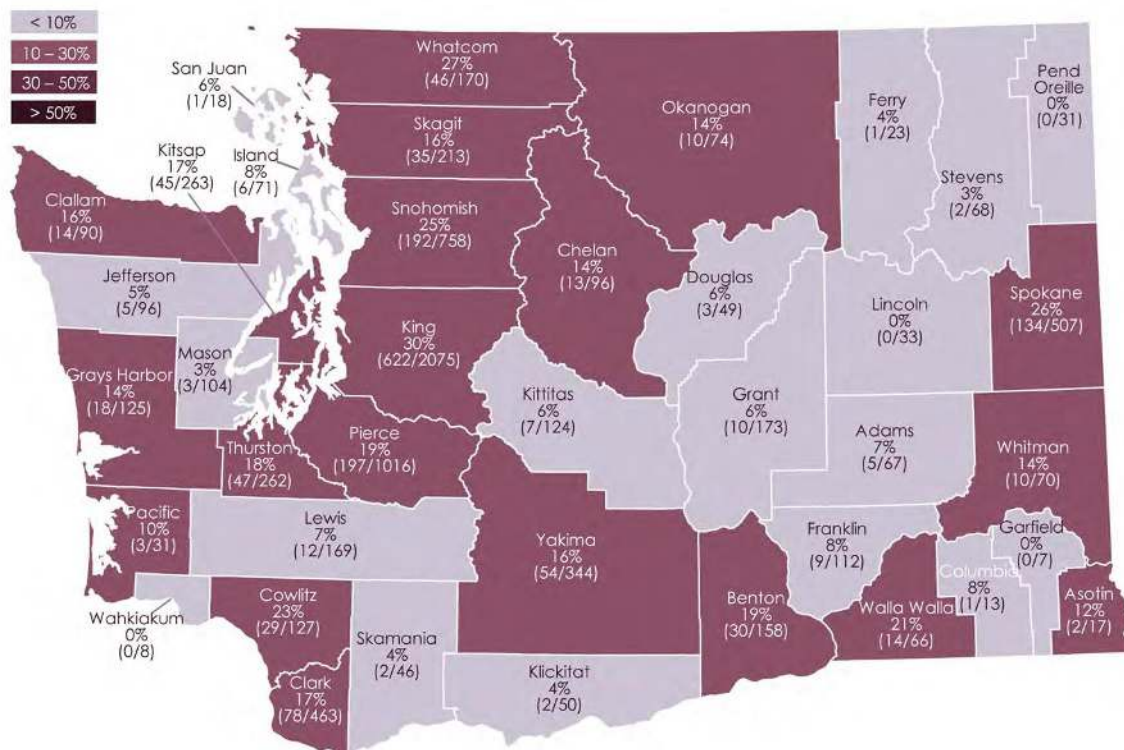 < 10%
10 – 30%
30 – 50%
> 50%
Whatcom
27%
(46/170)
San Juan
6%
(1/18)
Skagit
16%
(35/213)
Okanogan
14%
(10/74)
Ferry
4%
(1/23)
Pend
Oreille
0%
(0/31)
Kitsap
17%
(45/263)
Island
8%
(6/71)
Stevens
3%
(2/68)
Clallam
16%
(14/90)
Snohomish
25%
(192/758)
Chelan
14%
(13/96)
Douglas
6%
(3/49)
Jefferson
5%
(5/96)
Lincoln
0%
(0/33)
Spokane
26%
(134/507)
King
30%
(622/2075)
Mason
3%
(3/104)
Grays Harbor
14%
(18/125)
Kittitas
6%
(7/124)
Grant
6%
(10/173)
Adams
7%
(5/67)
Whitman
14%
(10/70)
Pierce
19%
(197/1016)
Thurston
18%
(47/262)
Pacific
10%
(3/31)
Lewis
7%
(12/169)
Yakima
16%
(54/344)
Franklin
8%
(9/112)
Garfield
0%
(0/7)
Columbia
8%
(1/13)
Wahkiakum
0%
(0/8)
Cowlitz
23%
(29/127)
Skamania
4%
(2/46)
Benton
19%
(30/158)
Walla Walla
21%
(14/66)
Asotin
12%
(2/17)
Klickitat
4%
(2/50)
Clark
17%
(78/463)